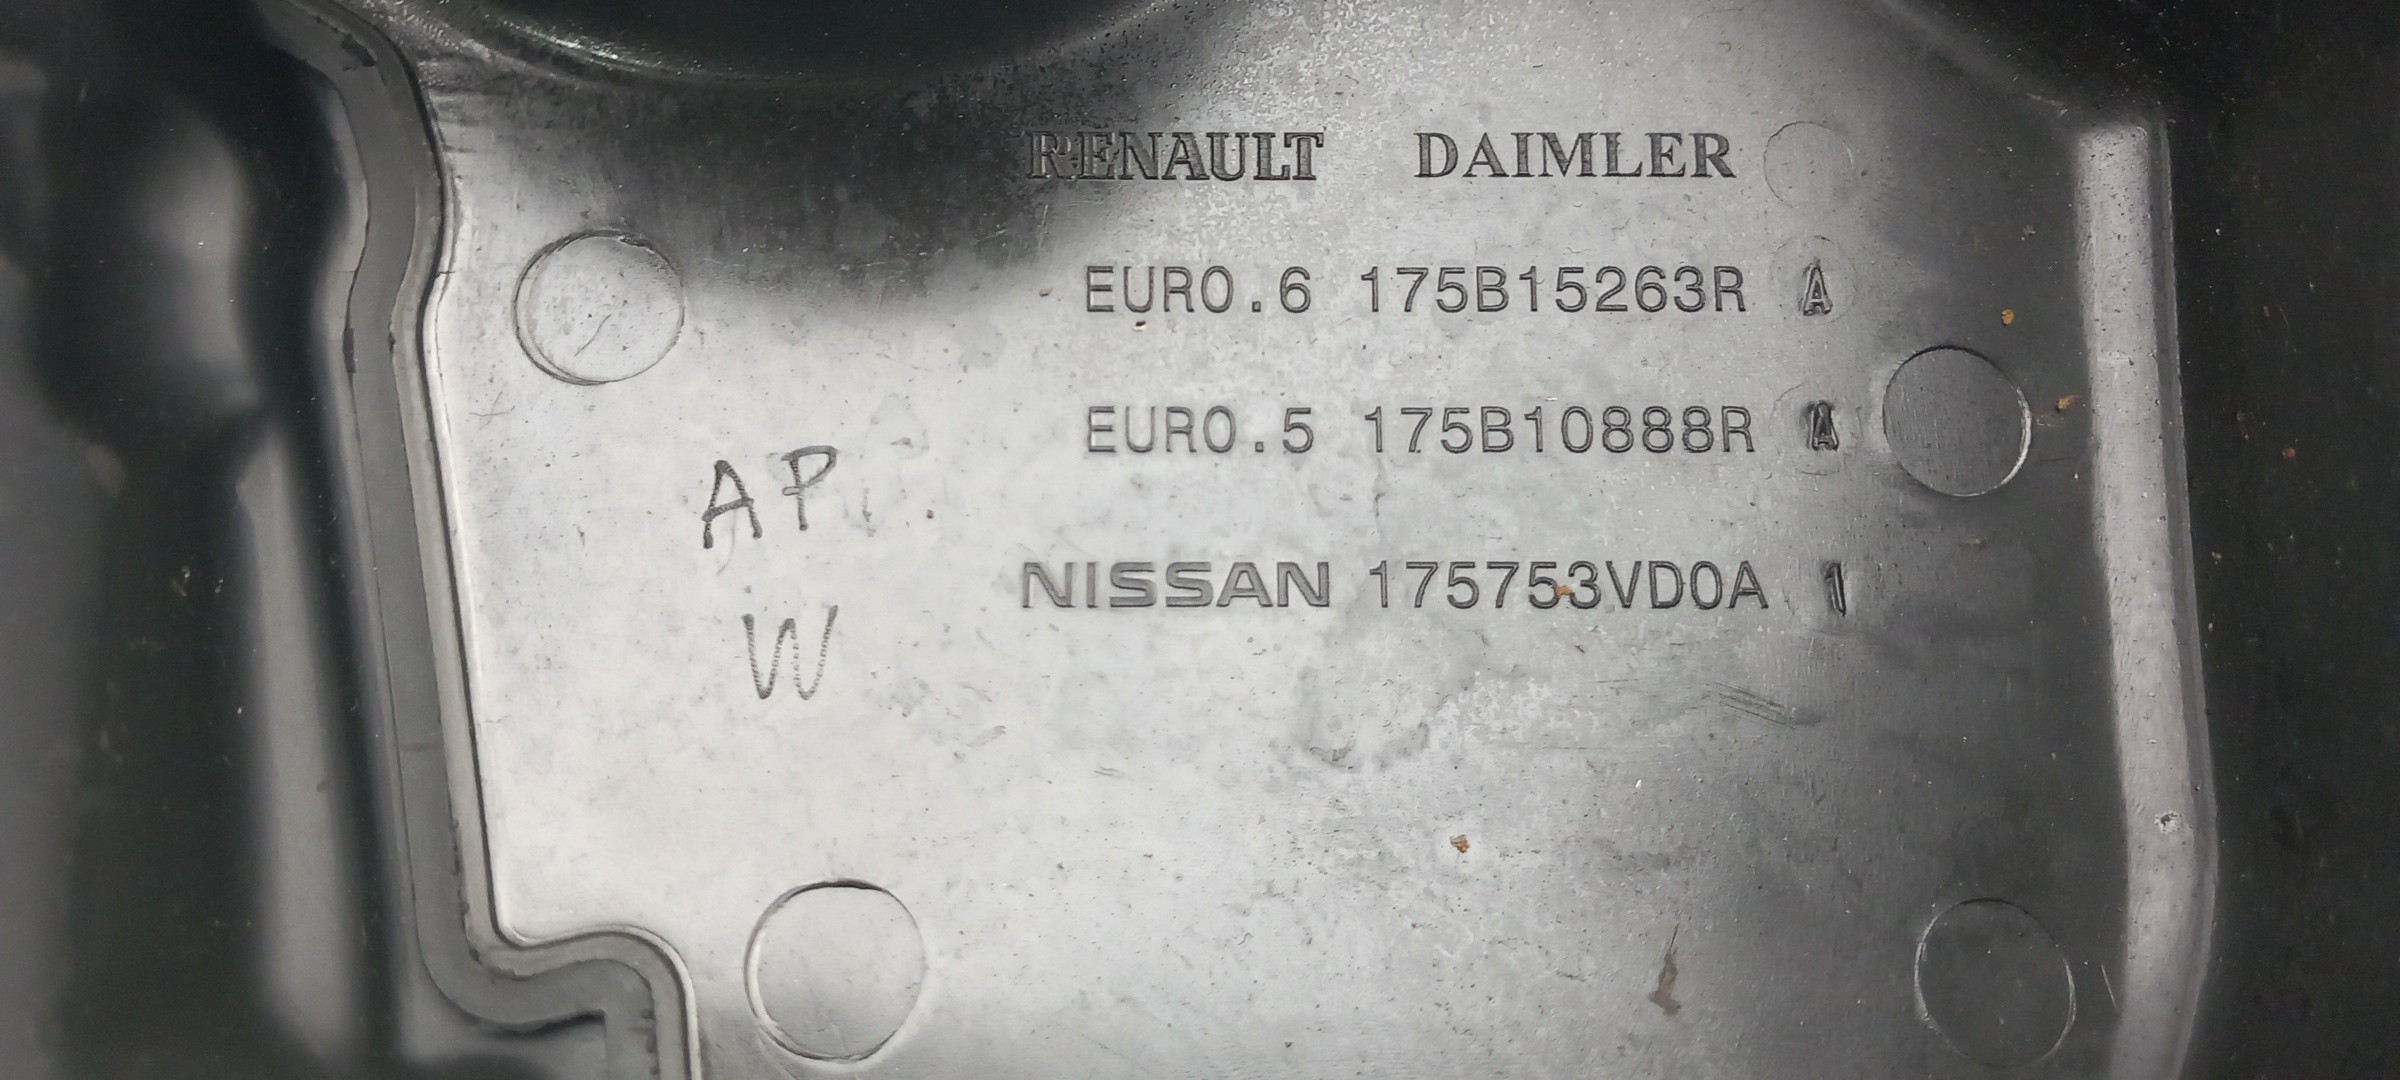 RENAULT DAIMLER
EURO.6 175B15263R A
EURO.5 175B10888R A
AP
NISSAN 175753VD0A 1
W